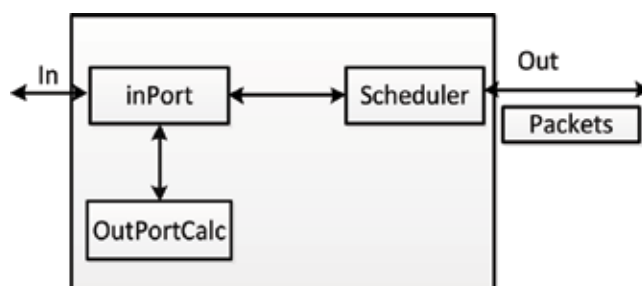 In
inPort
Scheduler
Out
Packets
OutPortCalc